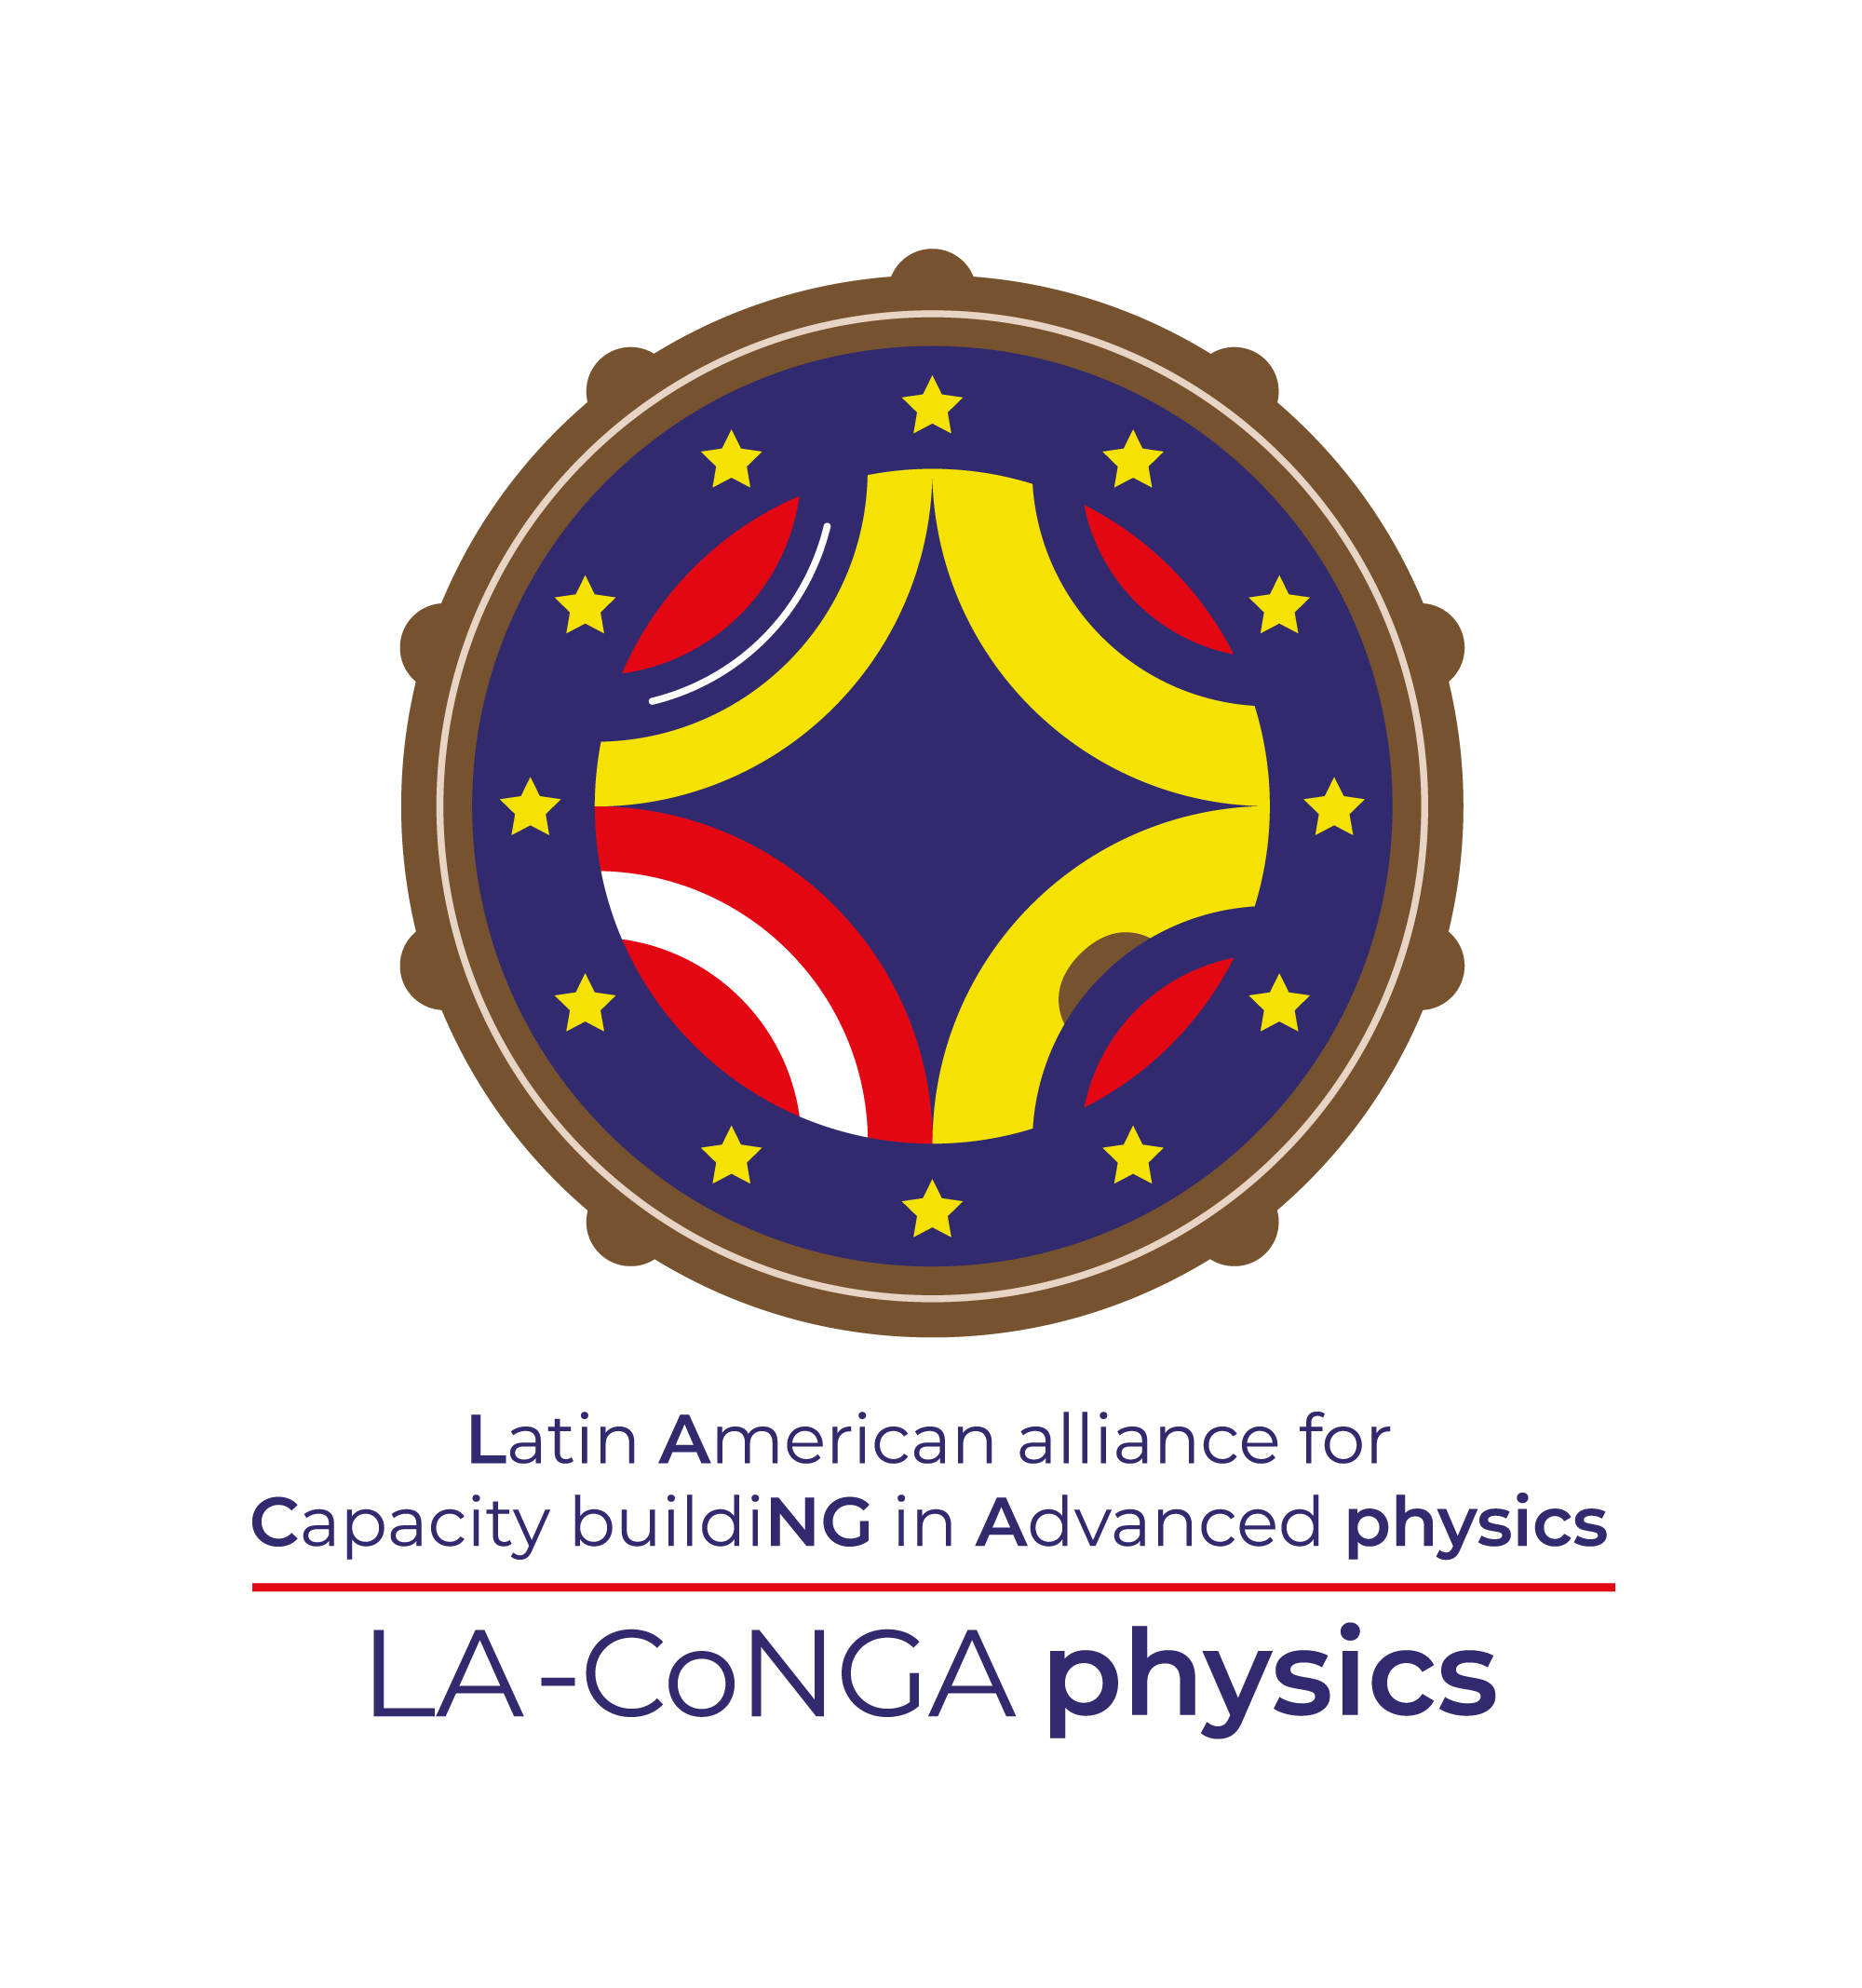 Latin American alliance for
Capacity buildiNG in Advanced physics
LA-CoNGA physics